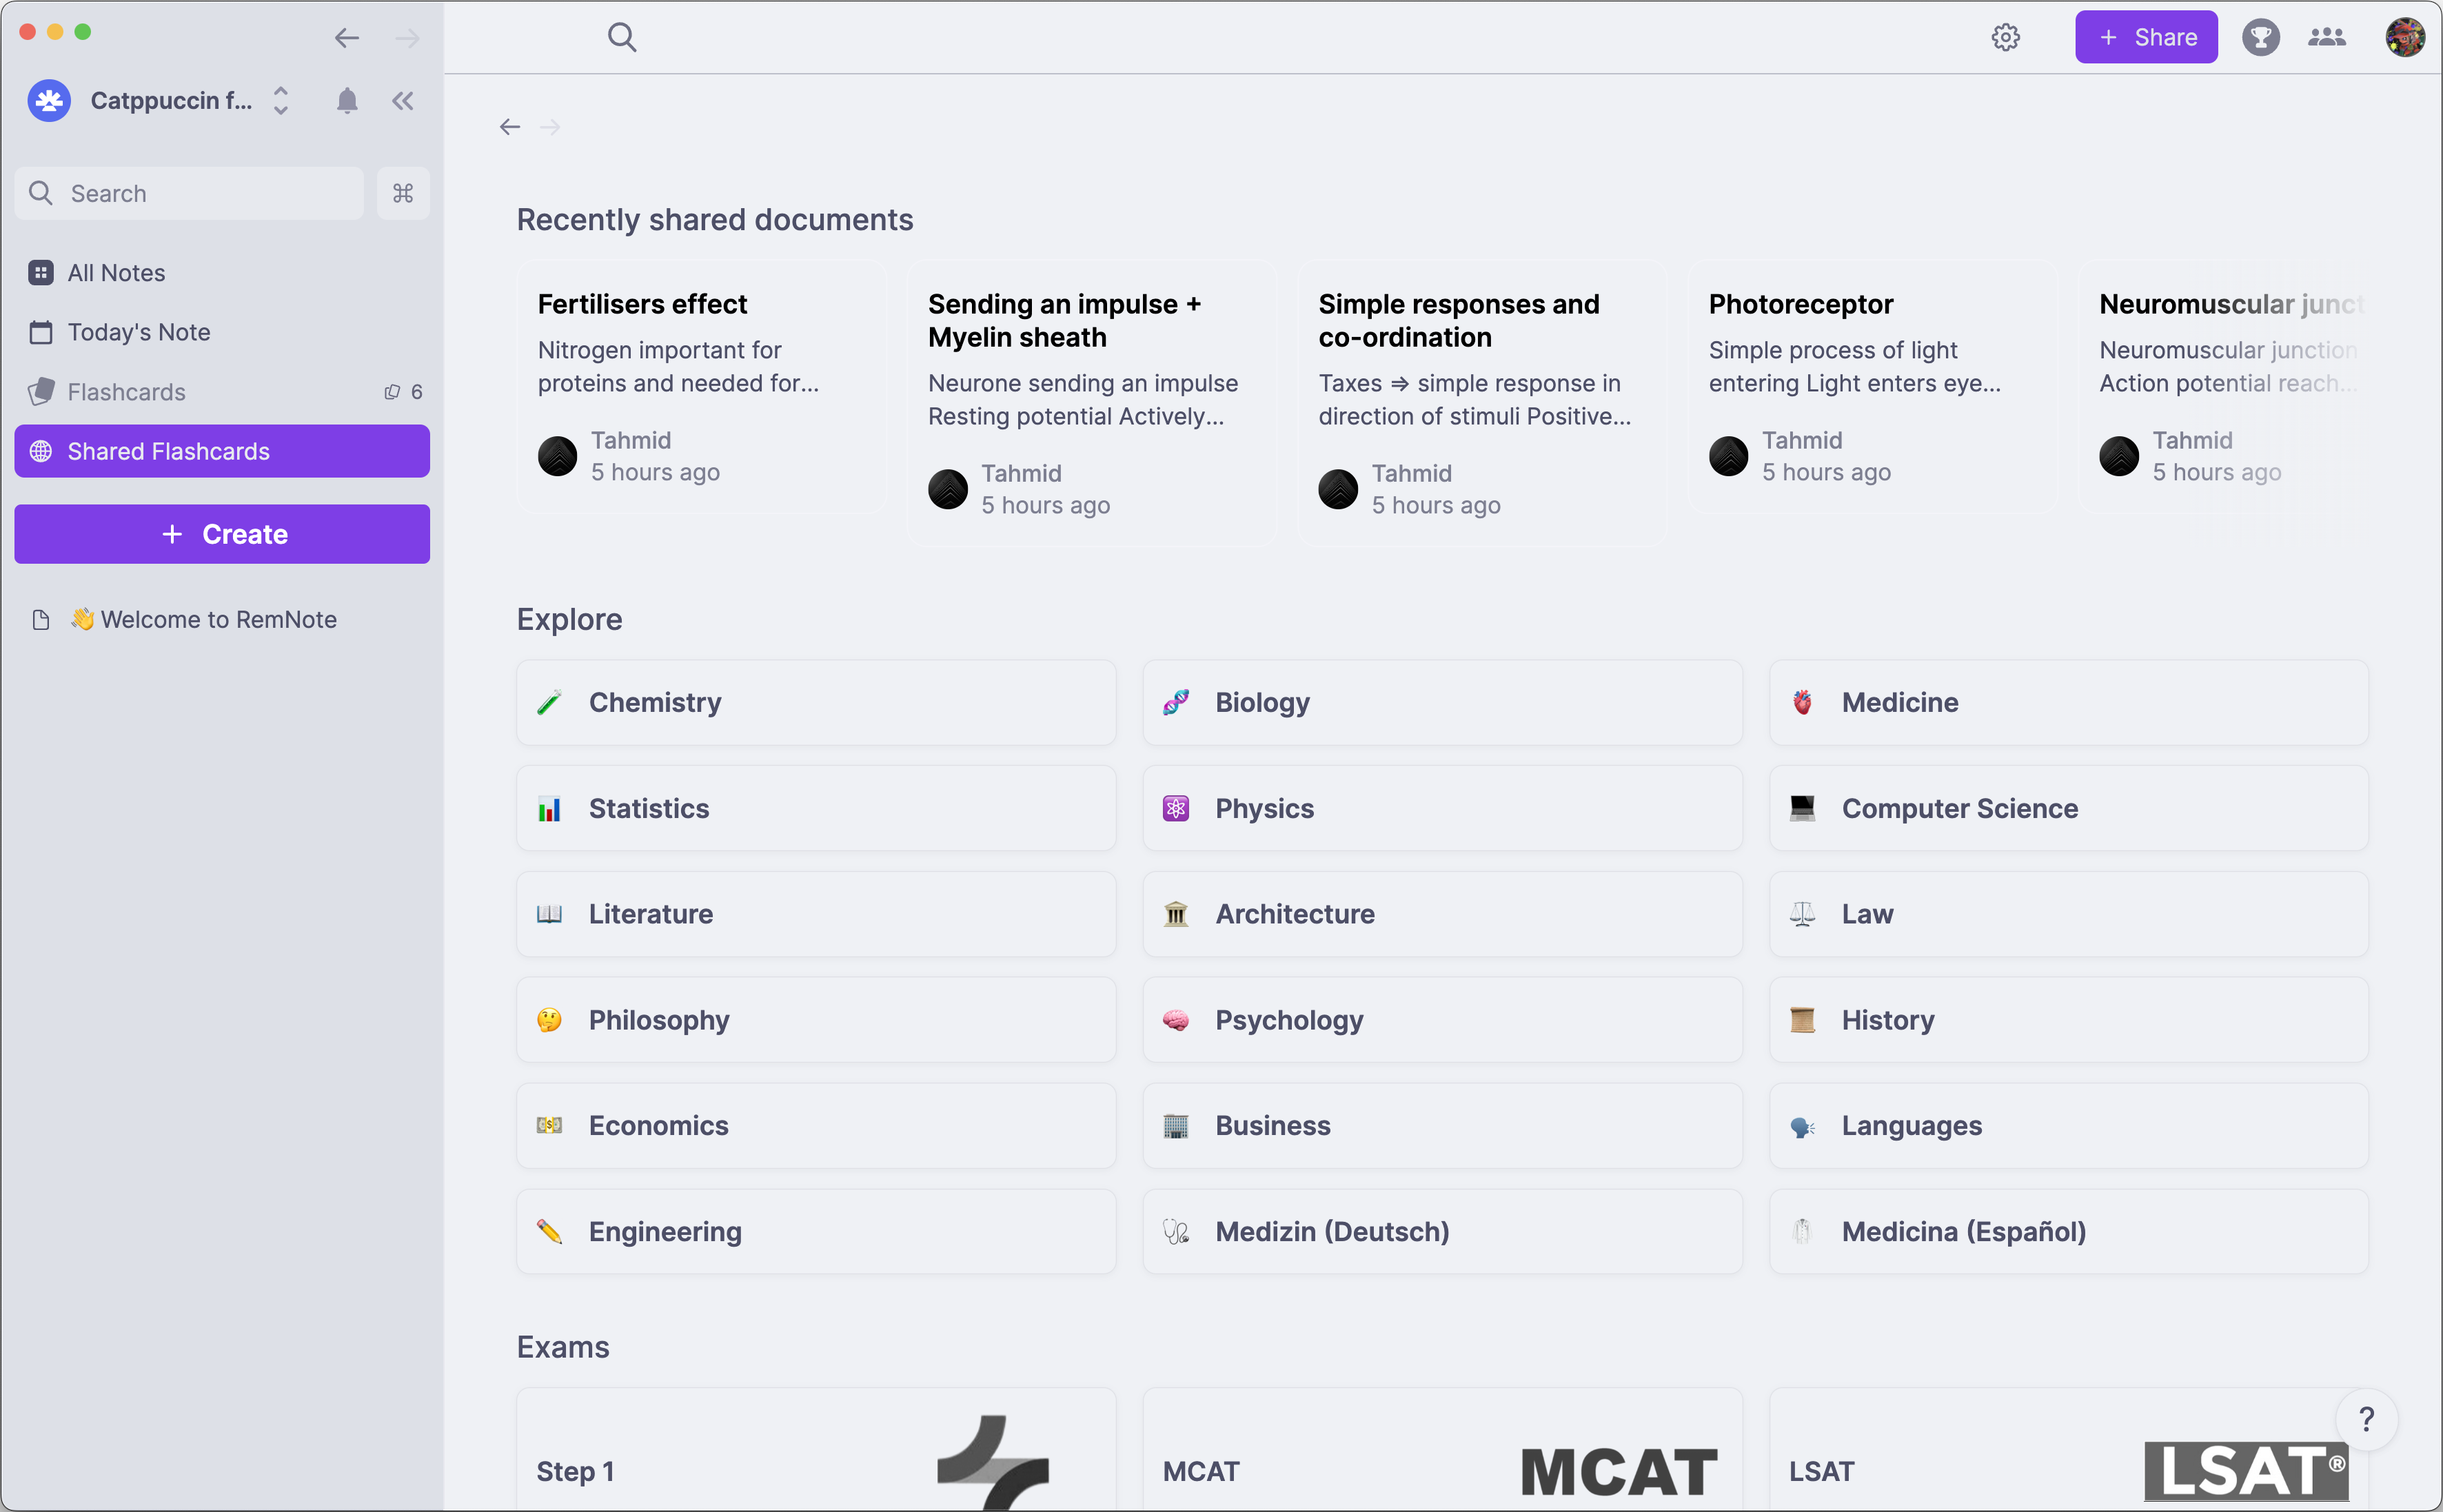 Share
Catppuccin f...
Search
All Notes
Today's Note
Flashcards 6
Shared Flashcards
+ Create
👋 Welcome to RemNote
Recently shared documents
Fertilisers effect
Nitrogen important for
proteins and needed for...
Tahmid
5 hours ago
Sending an impulse +
Myelin sheath
Neurone sending an impulse
Resting potential Actively...
Tahmid
5 hours ago
Simple responses and
co-ordination
Taxes ⇒ simple response in
direction of stimuli Positive...
Tahmid
5 hours ago
Photoreceptor
Simple process of light
entering Light enters eye...
Tahmid
5 hours ago
Neuromuscular junct
Neuromuscular junction
Action potential reach...
Tahmid
5 hours ago
Explore
Chemistry
Biology
Medicine
Statistics
Physics
Computer Science
Literature
Architecture
Law
Philosophy
Psychology
History
Economics
Business
Languages
Engineering
Medizin (Deutsch)
Medicina (Español)
Exams
Step 1
MCAT
MCAT
LSAT
LSAT®
?